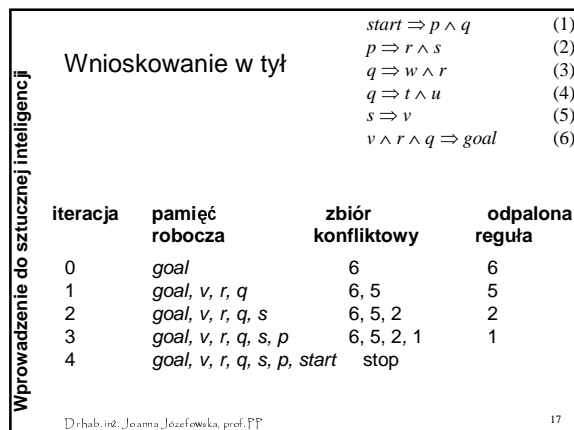 Wprowadzenie do sztucznej inteligencji
Wnioskowanie w tył
start ⇒ p ∧ q (1)
p ⇒ r ∧ s (2)
q ⇒ w ∧ r (3)
q ⇒ t ∧ u (4)
s ⇒ v (5)
v ∧ r ∧ q ⇒ goal (6)
iteracja pamięć zbiór odpalona
robocza konfliktowy reguła
0 goal 6 6
1 goal, v, r, q 6, 5 5
2 goal, v, r, q, s 6, 5, 2 2
3 goal, v, r, q, s, p 6, 5, 2, 1 1
4 goal, v, r, q, s, p, start stop
Dr hab. inż. Joanna Józefowska, prof. PP 17